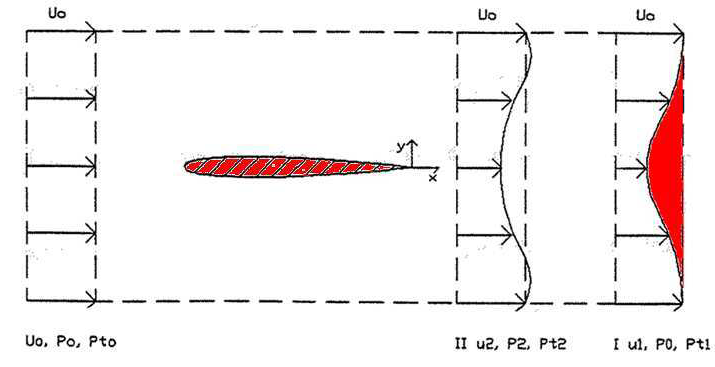 Uo Uo Uo
y
x
Uo, Po, Pto II u2, P2, Pt2 I u1, P0, Pt1